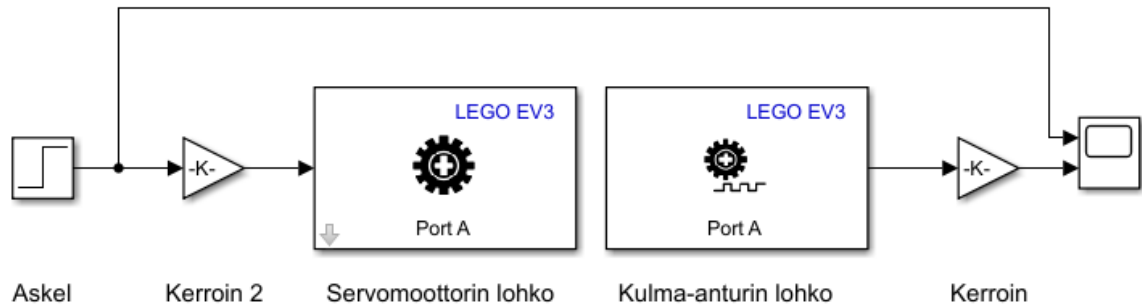 LEGO EV3 LEGO EV3
-K- -K-
Port A Port A
Askel Kerroin 2 Servomoottorin lohko Kulma-anturin lohko Kerroin